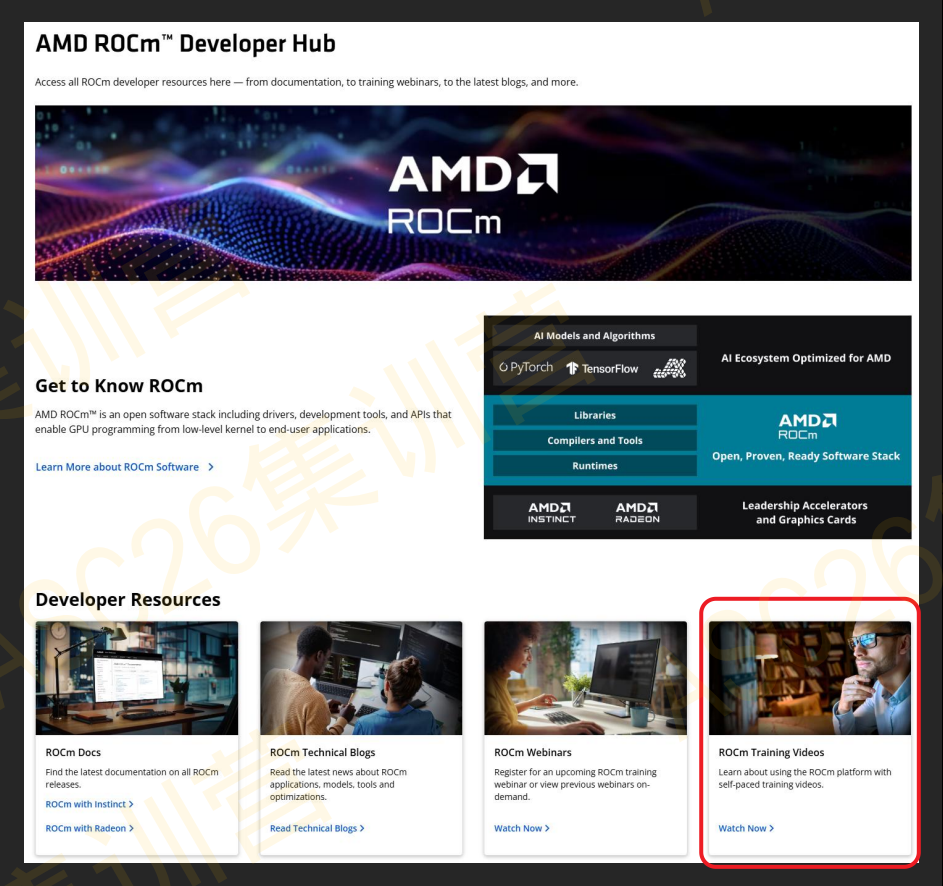 AMD ROCm™ Developer Hub
Access all ROCm developer resources here — from documentation, to training webinars, to the latest blogs, and more.
AMD
ROCm
Get to Know ROCm
AMD ROCm™ is an open software stack including drivers, development tools, and APIs that
enable GPU programming from low-level kernel to end-user applications.
Learn More about ROCm Software >
AI Models and Algorithms
PyTorch TensorFlow
AI Ecosystem Optimized for AMD
Libraries
Compilers and Tools
Runtimes
AMD
ROCm
Open, Proven, Ready Software Stack
AMD
INSTINCT
AMD
RADEON
Leadership Accelerators
and Graphics Cards
Developer Resources
ROCm Docs
Find the latest documentation on all ROCm
releases.
ROCm with Instinct >
ROCm with Radeon >
ROCm Technical Blogs
Read the latest news about ROCm
applications, models, tools and
optimizations.
Read Technical Blogs >
ROCm Webinars
Register for an upcoming ROCm training
webinar or view previous webinars on-
demand.
Watch Now >
ROCm Training Videos
Learn about using the ROCm platform with
self-paced training videos.
Watch Now >
26集训营